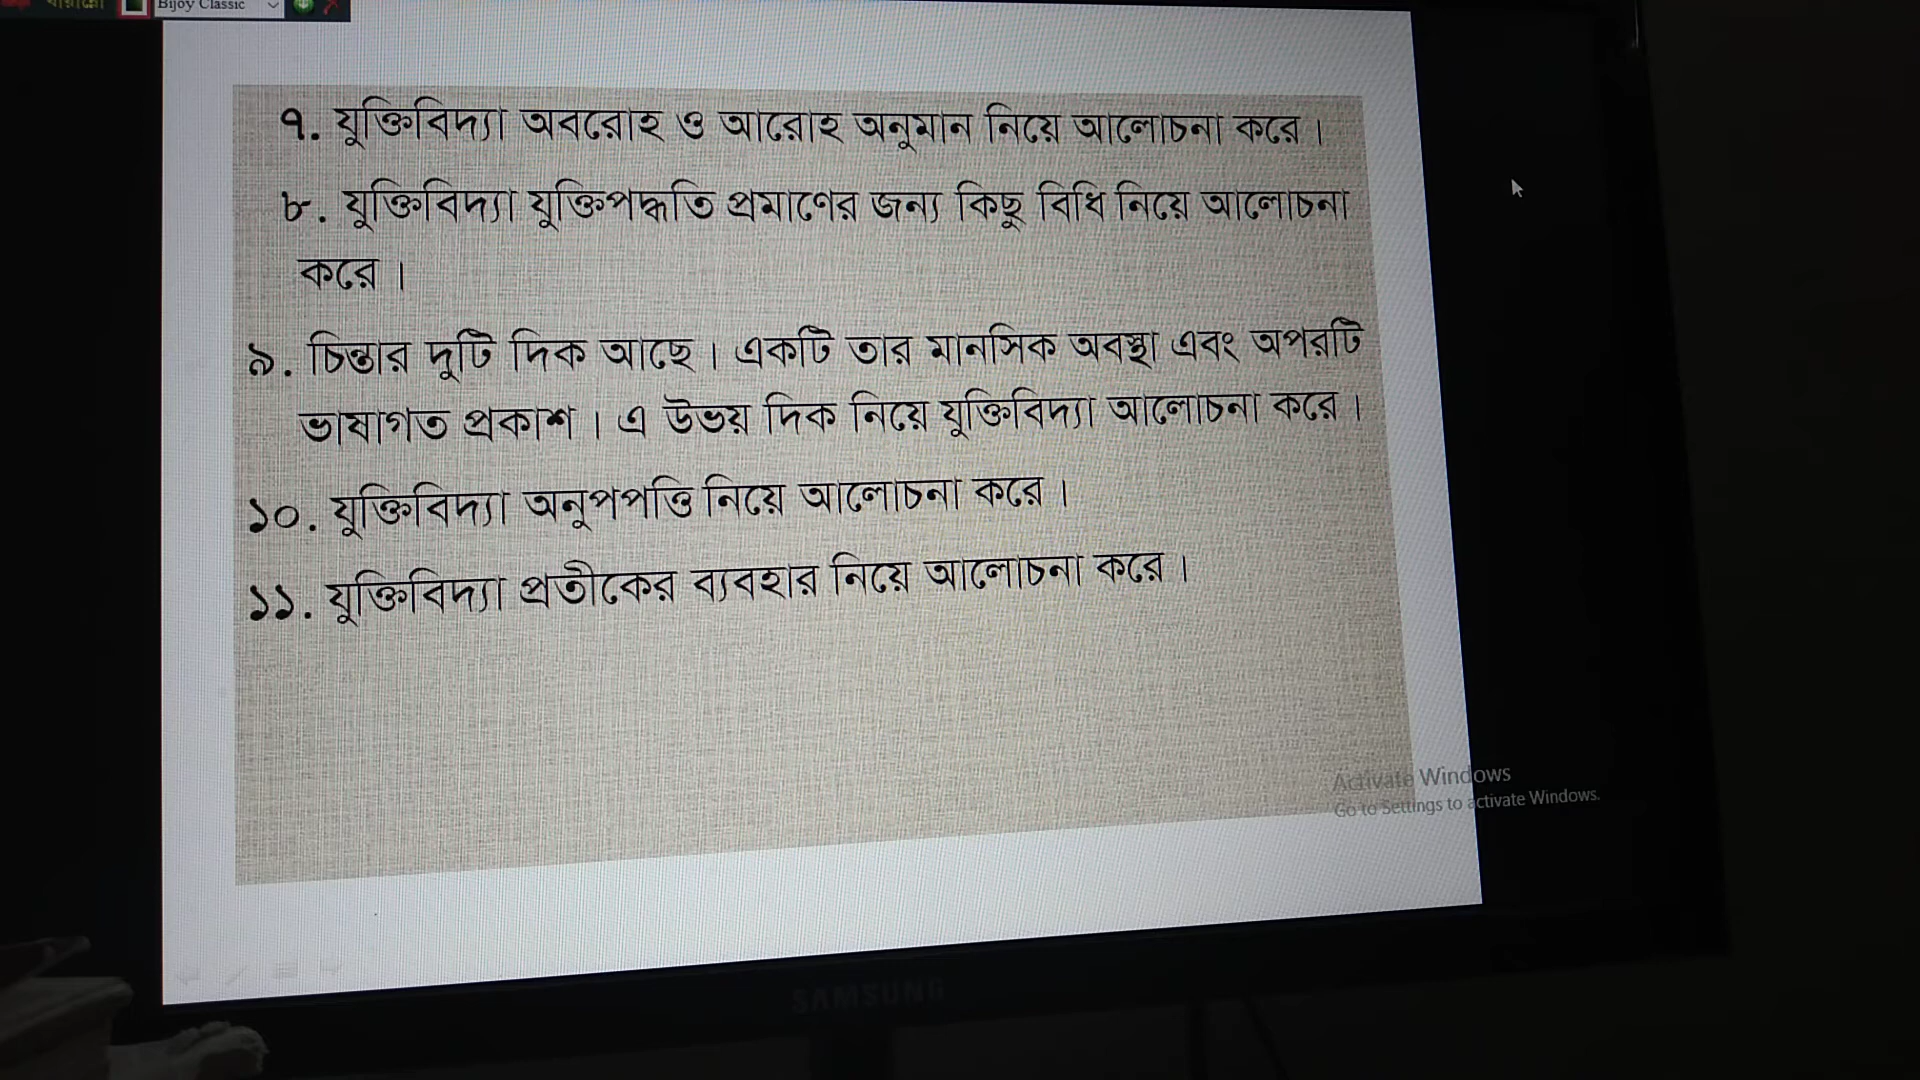 Bijoy Classic
৭. যুক্তিবিদ্যা অবরোহ ও আরোহ অনুমান নিয়ে আলোচনা করে।
৮. যুক্তিবিদ্যা যুক্তিপদ্ধতি প্রমাণের জন্য কিছু বিধি নিয়ে আলোচনা
করে।
৯. চিন্তার দুটি দিক আছে। একটি তার মানসিক অবস্থা এবং অপরটি
ভাষাগত প্রকাশ। এ উভয় দিক নিয়ে যুক্তিবিদ্যা আলোচনা করে।
১০. যুক্তিবিদ্যা অনুপপত্তি নিয়ে আলোচনা করে।
১১. যুক্তিবিদ্যা প্রতীকের ব্যবহার নিয়ে আলোচনা করে।
Activate Windows
Go to Settings to activate Windows.
SAMSUNG